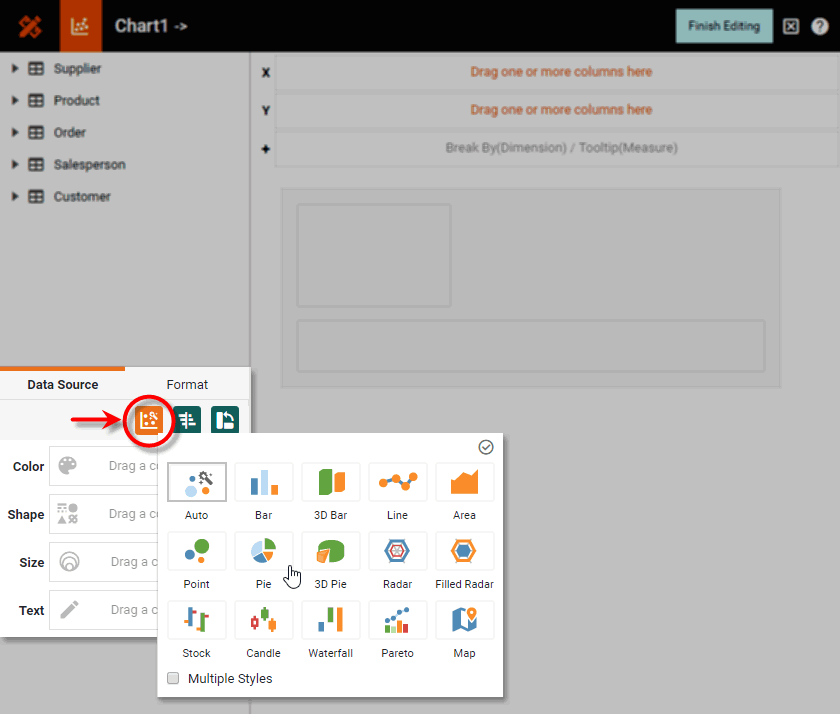 Chart1 ->
Finish Editing
Supplier
Product
Order
Salesperson
Customer
X Drag one or more columns here
Y Drag one or more columns here
+ Break By(Dimension) / Tooltip(Measure)
Data Source Format
Color Drag a c
Shape Drag a c
Size Drag a c
Text Drag a c
Auto Bar 3D Bar Line Area
Point Pie 3D Pie Radar Filled Radar
Stock Candle Waterfall Pareto Map
Multiple Styles